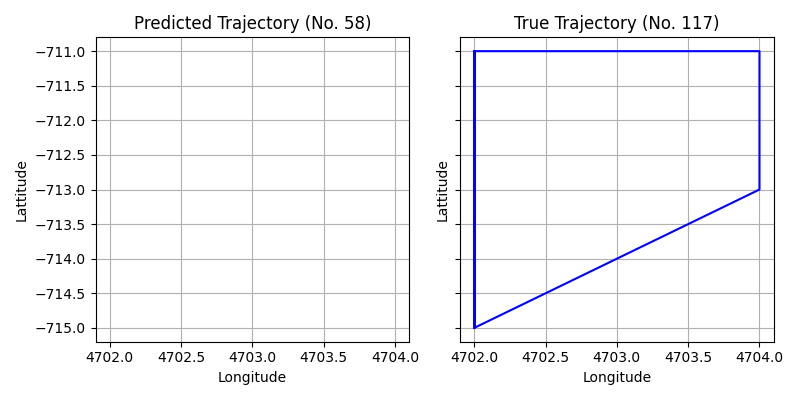 Predicted Trajectory (No. 58)
True Trajectory (No. 117)
−711.0
−711.5
−712.0
−712.5
−713.0
−713.5
−714.0
−714.5
−715.0
Lattitude
Lattitude
4702.0 4702.5 4703.0 4703.5 4704.0
4702.0 4702.5 4703.0 4703.5 4704.0
Longitude
Longitude